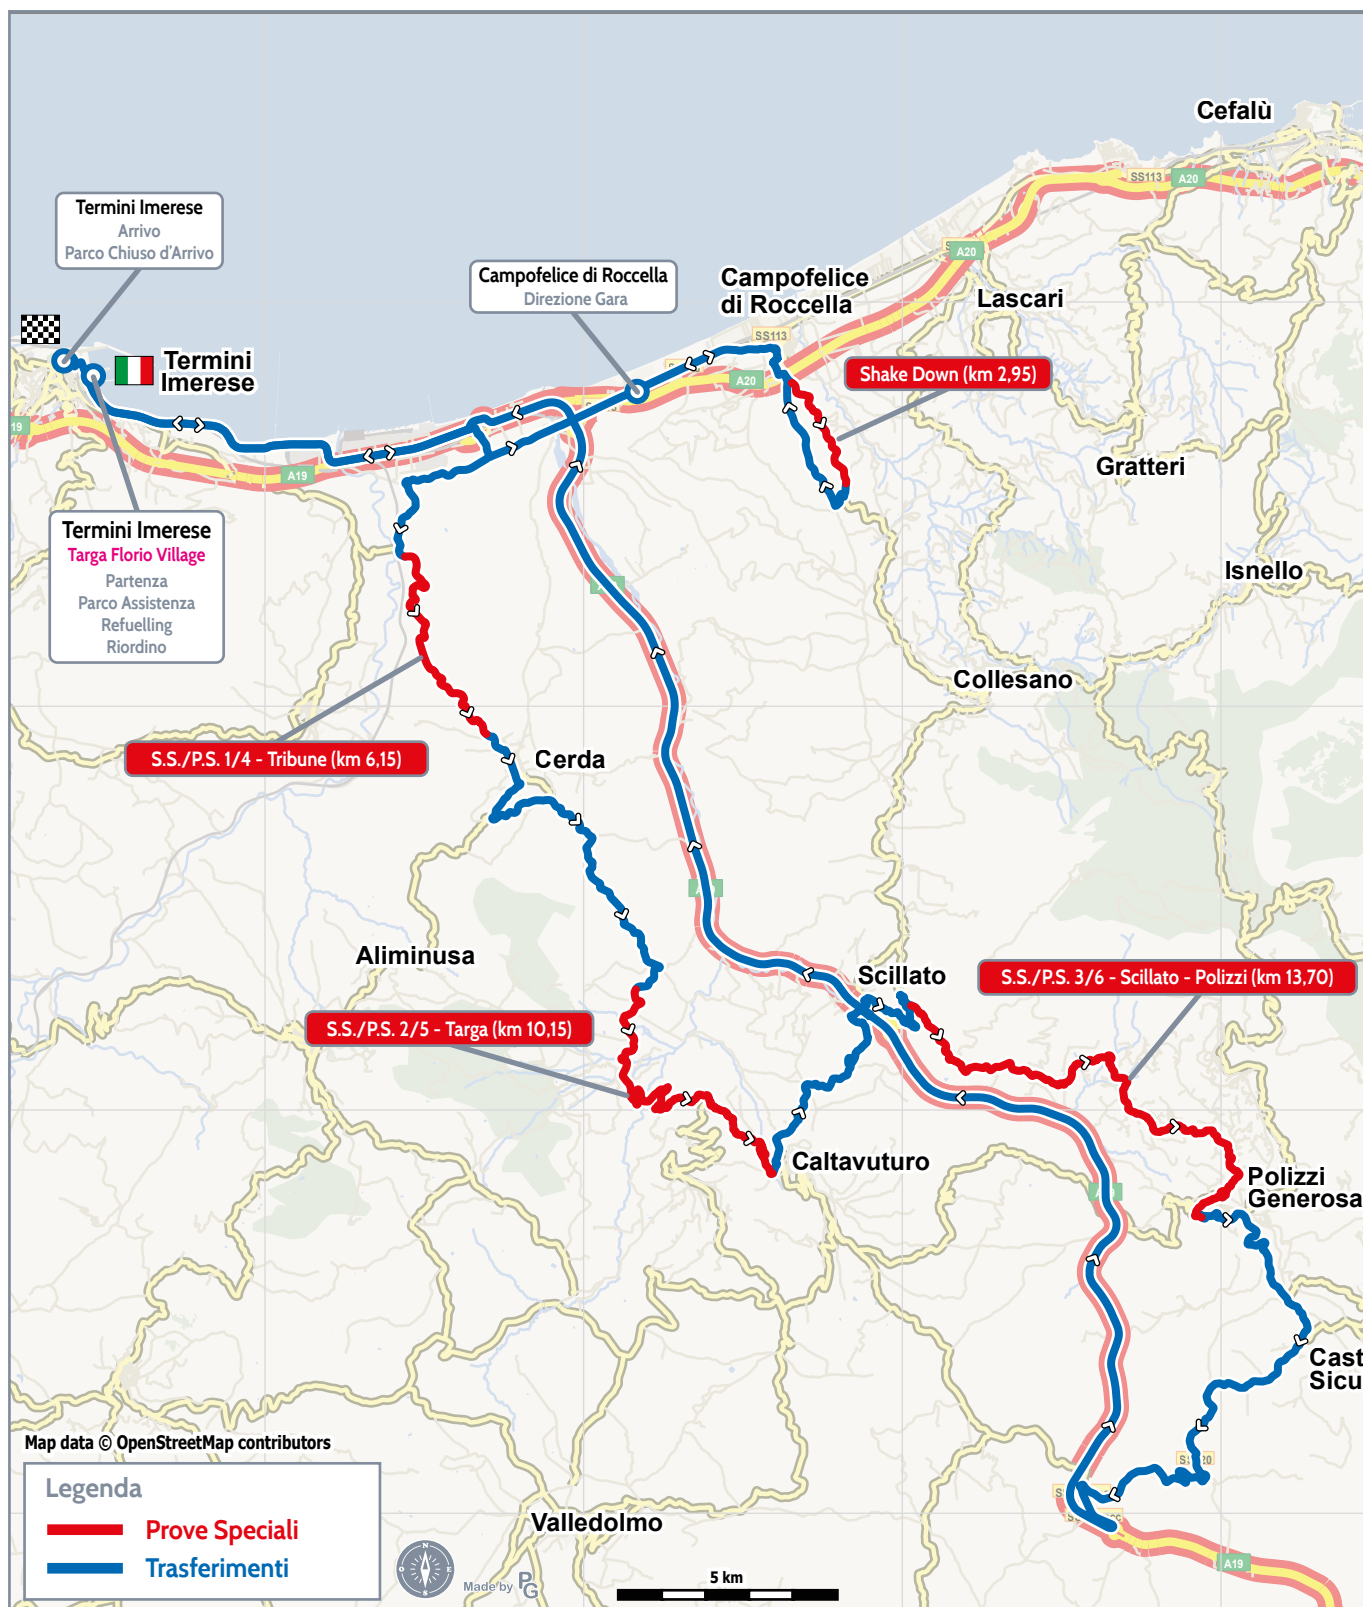 Cefalù
SS113
A20
Termini Imerese
Arrivo
Parco Chiuso d'Arrivo
A20
Campofelice di Roccella
Direzione Gara
Campofelice
di Roccella
Lascari
SS113
Termini
Imerese
Shake Down (km 2,95)
A20
19
A19
Gratteri
Termini Imerese
Targa Florio Village
Partenza
Parco Assistenza
Refuelling
Riordino
Isnello
Collesano
S.S./P.S. 1/4 - Tribune (km 6,15)
Cerda
Aliminusa
Scillato
S.S./P.S. 3/6 - Scillato - Polizzi (km 13,70)
S.S./P.S. 2/5 - Targa (km 10,15)
Caltavuturo
Polizzi
Generosa
Cast
Sicu
Map data © OpenStreetMap contributors
Legenda
Prove Speciali
Trasferimenti
Valledolmo
N
O
E
S
Made by PG
5 km
A19